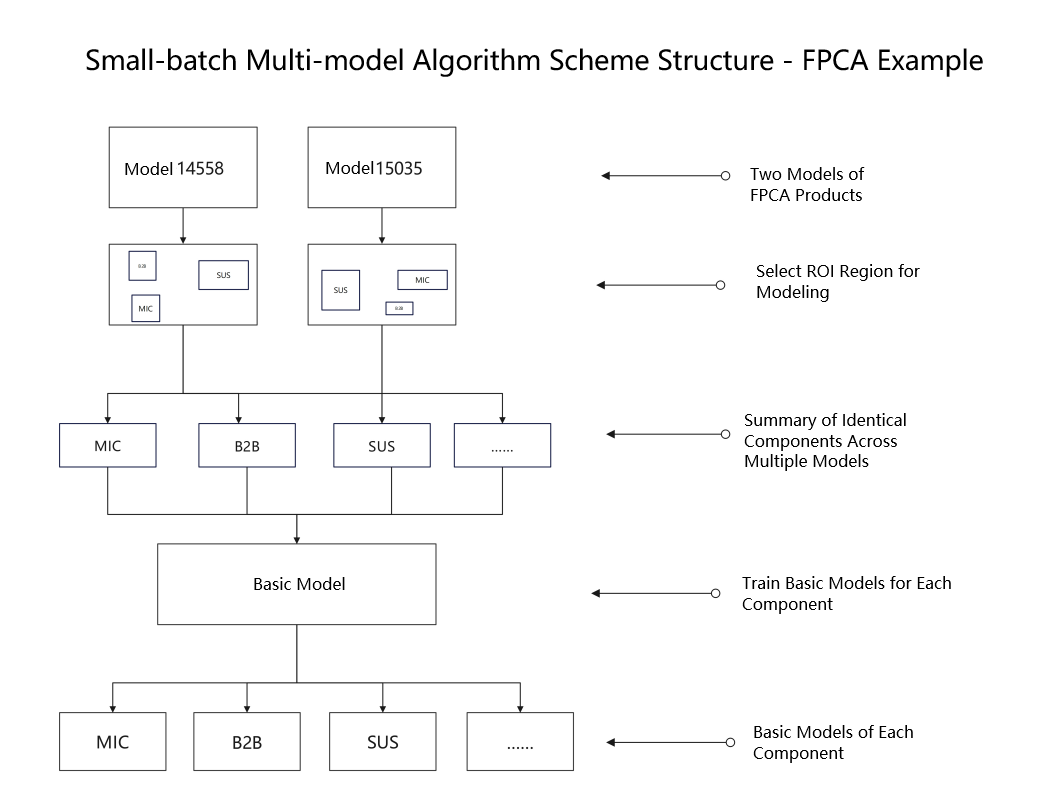 Small-batch Multi-model Algorithm Scheme Structure - FPCA Example
Model 14558
Model15035
Two Models of
FPCA Products
B2B
SUS
MIC
SUS
MIC
B2B
Select ROI Region for
Modeling
MIC
B2B
SUS
......
Summary of Identical
Components Across
Multiple Models
Basic Model
Train Basic Models for Each
Component
MIC
B2B
SUS
......
Basic Models of Each
Component